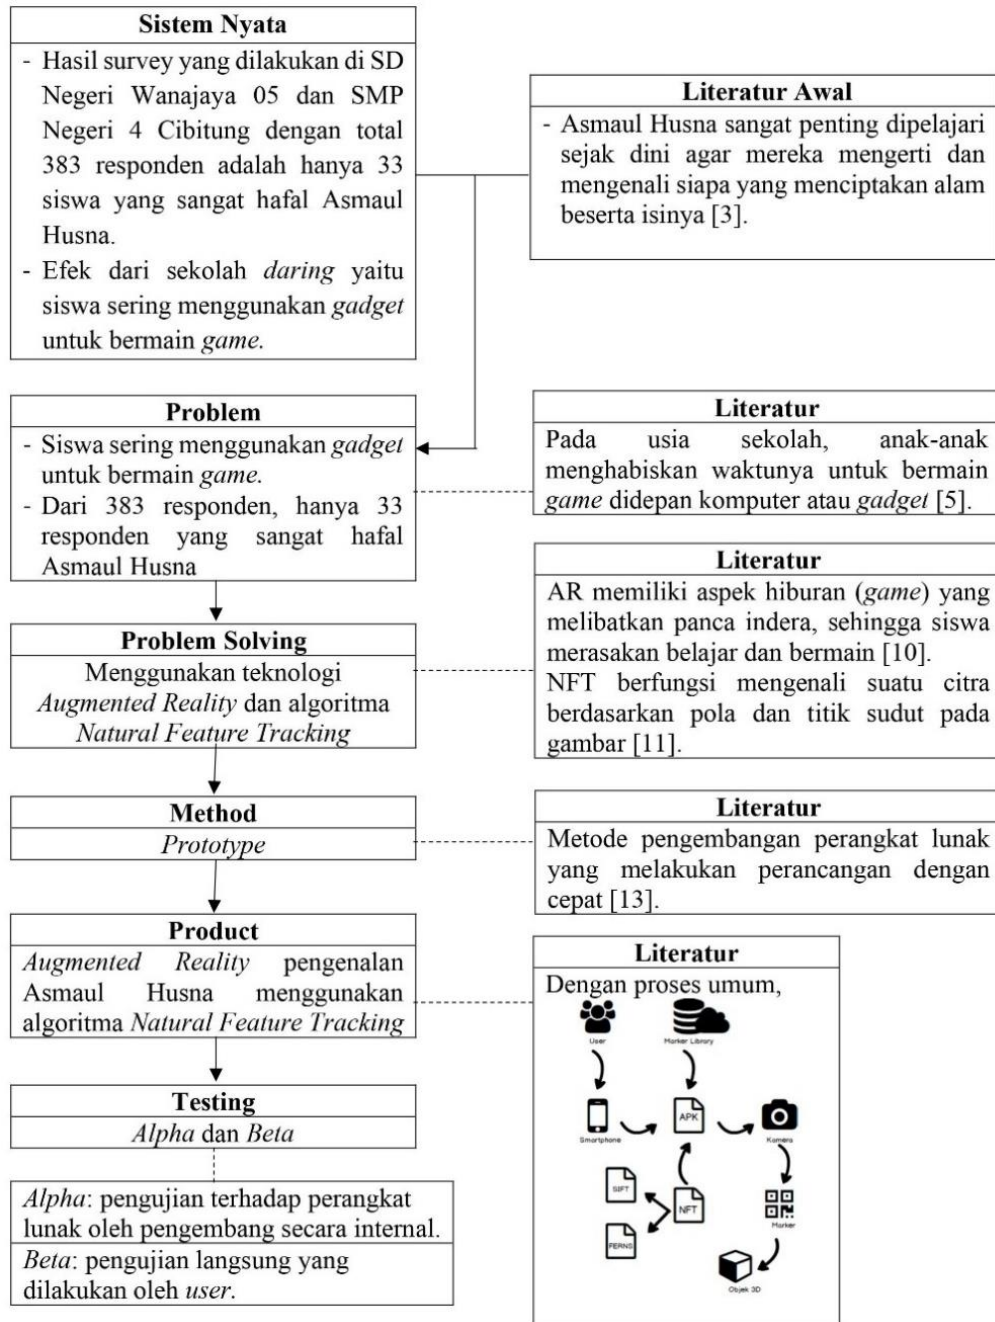 Sistem Nyata
- Hasil survey yang dilakukan di SD
Negeri Wanajaya 05 dan SMP
Negeri 4 Cibitung dengan total
383 responden adalah hanya 33
siswa yang sangat hafal Asmaul
Husna.
- Efek dari sekolah daring yaitu
siswa sering menggunakan gadget
untuk bermain game.
Literatur Awal
- Asmaul Husna sangat penting dipelajari
sejak dini agar mereka mengerti dan
mengenali siapa yang menciptakan alam
beserta isinya [3].
Problem
- Siswa sering menggunakan gadget
untuk bermain game.
- Dari 383 responden, hanya 33
responden yang sangat hafal
Asmaul Husna
Literatur
Pada usia sekolah, anak-anak
menghabiskan waktunya untuk bermain
game didepan komputer atau gadget [5].
Problem Solving
Menggunakan teknologi
Augmented Reality dan algoritma
Natural Feature Tracking
Literatur
AR memiliki aspek hiburan (game) yang
melibatkan panca indera, sehingga siswa
merasakan belajar dan bermain [10].
NFT berfungsi mengenali suatu citra
berdasarkan pola dan titik sudut pada
gambar [11].
Method
Prototype
Literatur
Metode pengembangan perangkat lunak
yang melakukan perancangan dengan
cepat [13].
Product
Augmented Reality pengenalan
Asmaul Husna menggunakan
algoritma Natural Feature Tracking
Literatur
Dengan proses umum,
User
Marker Library
Smartphone
APK
Kamera
SIFT
NFT
FERNS
Marker
Objek 3D
Testing
Alpha dan Beta
Alpha: pengujian terhadap perangkat
lunak oleh pengembang secara internal.
Beta: pengujian langsung yang
dilakukan oleh user.